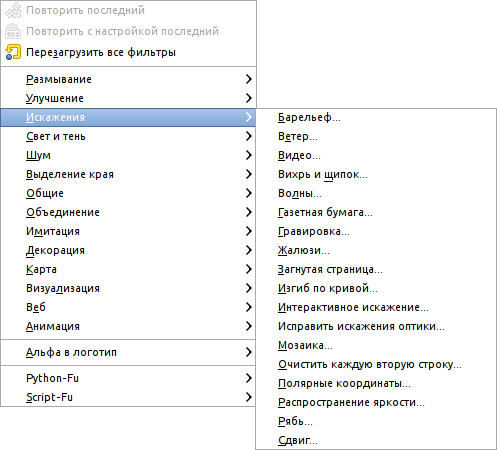 Повторить последний
Повторить с настройкой последний
Перезагрузить все фильтры
Размывание
Улучшение
Искажения
Свет и тень
Шум
Выделение края
Общие
Объединение
Имитация
Декорация
Карта
Визуализация
Веб
Анимация
Альфа в логотип
Python-Fu
Script-Fu
Барельеф...
Ветер...
Видео...
Вихрь и щипок...
Волны...
Газетная бумага...
Гравировка...
Жалюзи...
Загнутая страница...
Изгиб по кривой...
Интерактивное искажение...
Исправить искажения оптики...
Мозаика...
Очистить каждую вторую строку...
Полярные координаты...
Распространение яркости...
Рябь...
Сдвиг...